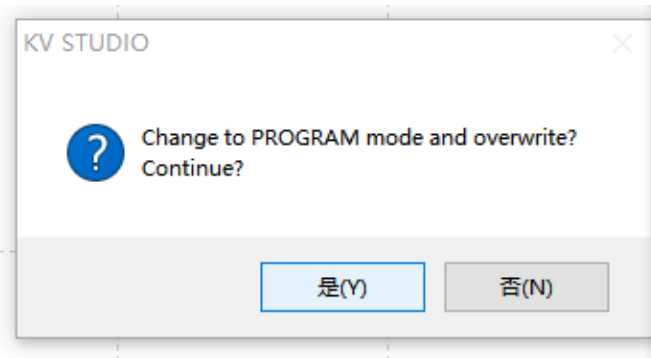 KV STUDIO
Change to PROGRAM mode and overwrite?
Continue?
是(Y)
否(N)